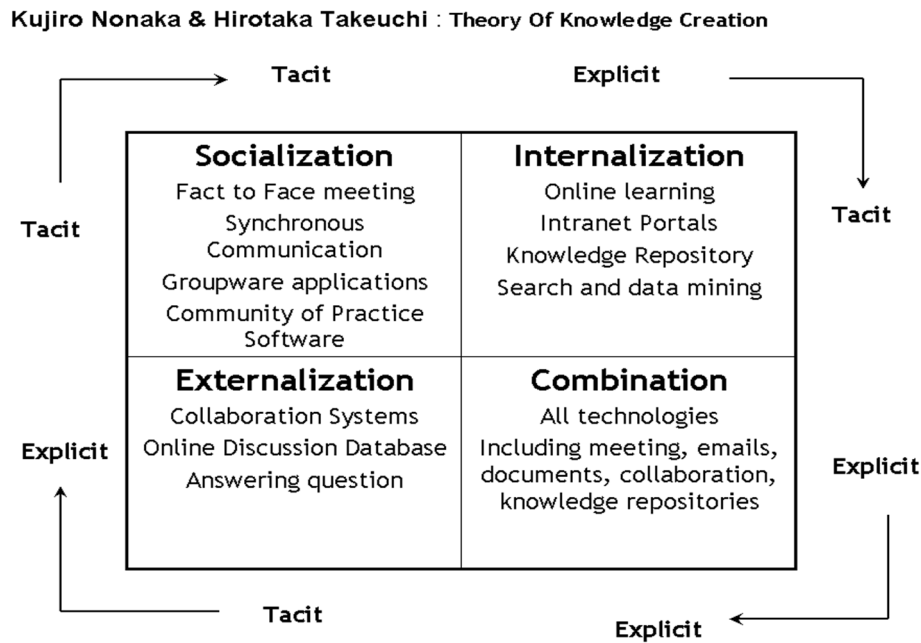 Kujiro Nonaka & Hirotaka Takeuchi : Theory Of Knowledge Creation
Tacit
Explicit
Tacit
Tacit
Socialization
Fact to Face meeting
Synchronous
Communication
Groupware applications
Community of Practice
Software
Internalization
Online learning
Intranet Portals
Knowledge Repository
Search and data mining
Externalization
Collaboration Systems
Online Discussion Database
Answering question
Combination
All technologies
Including meeting, emails,
documents, collaboration,
knowledge repositories
Explicit
Explicit
Tacit
Explicit